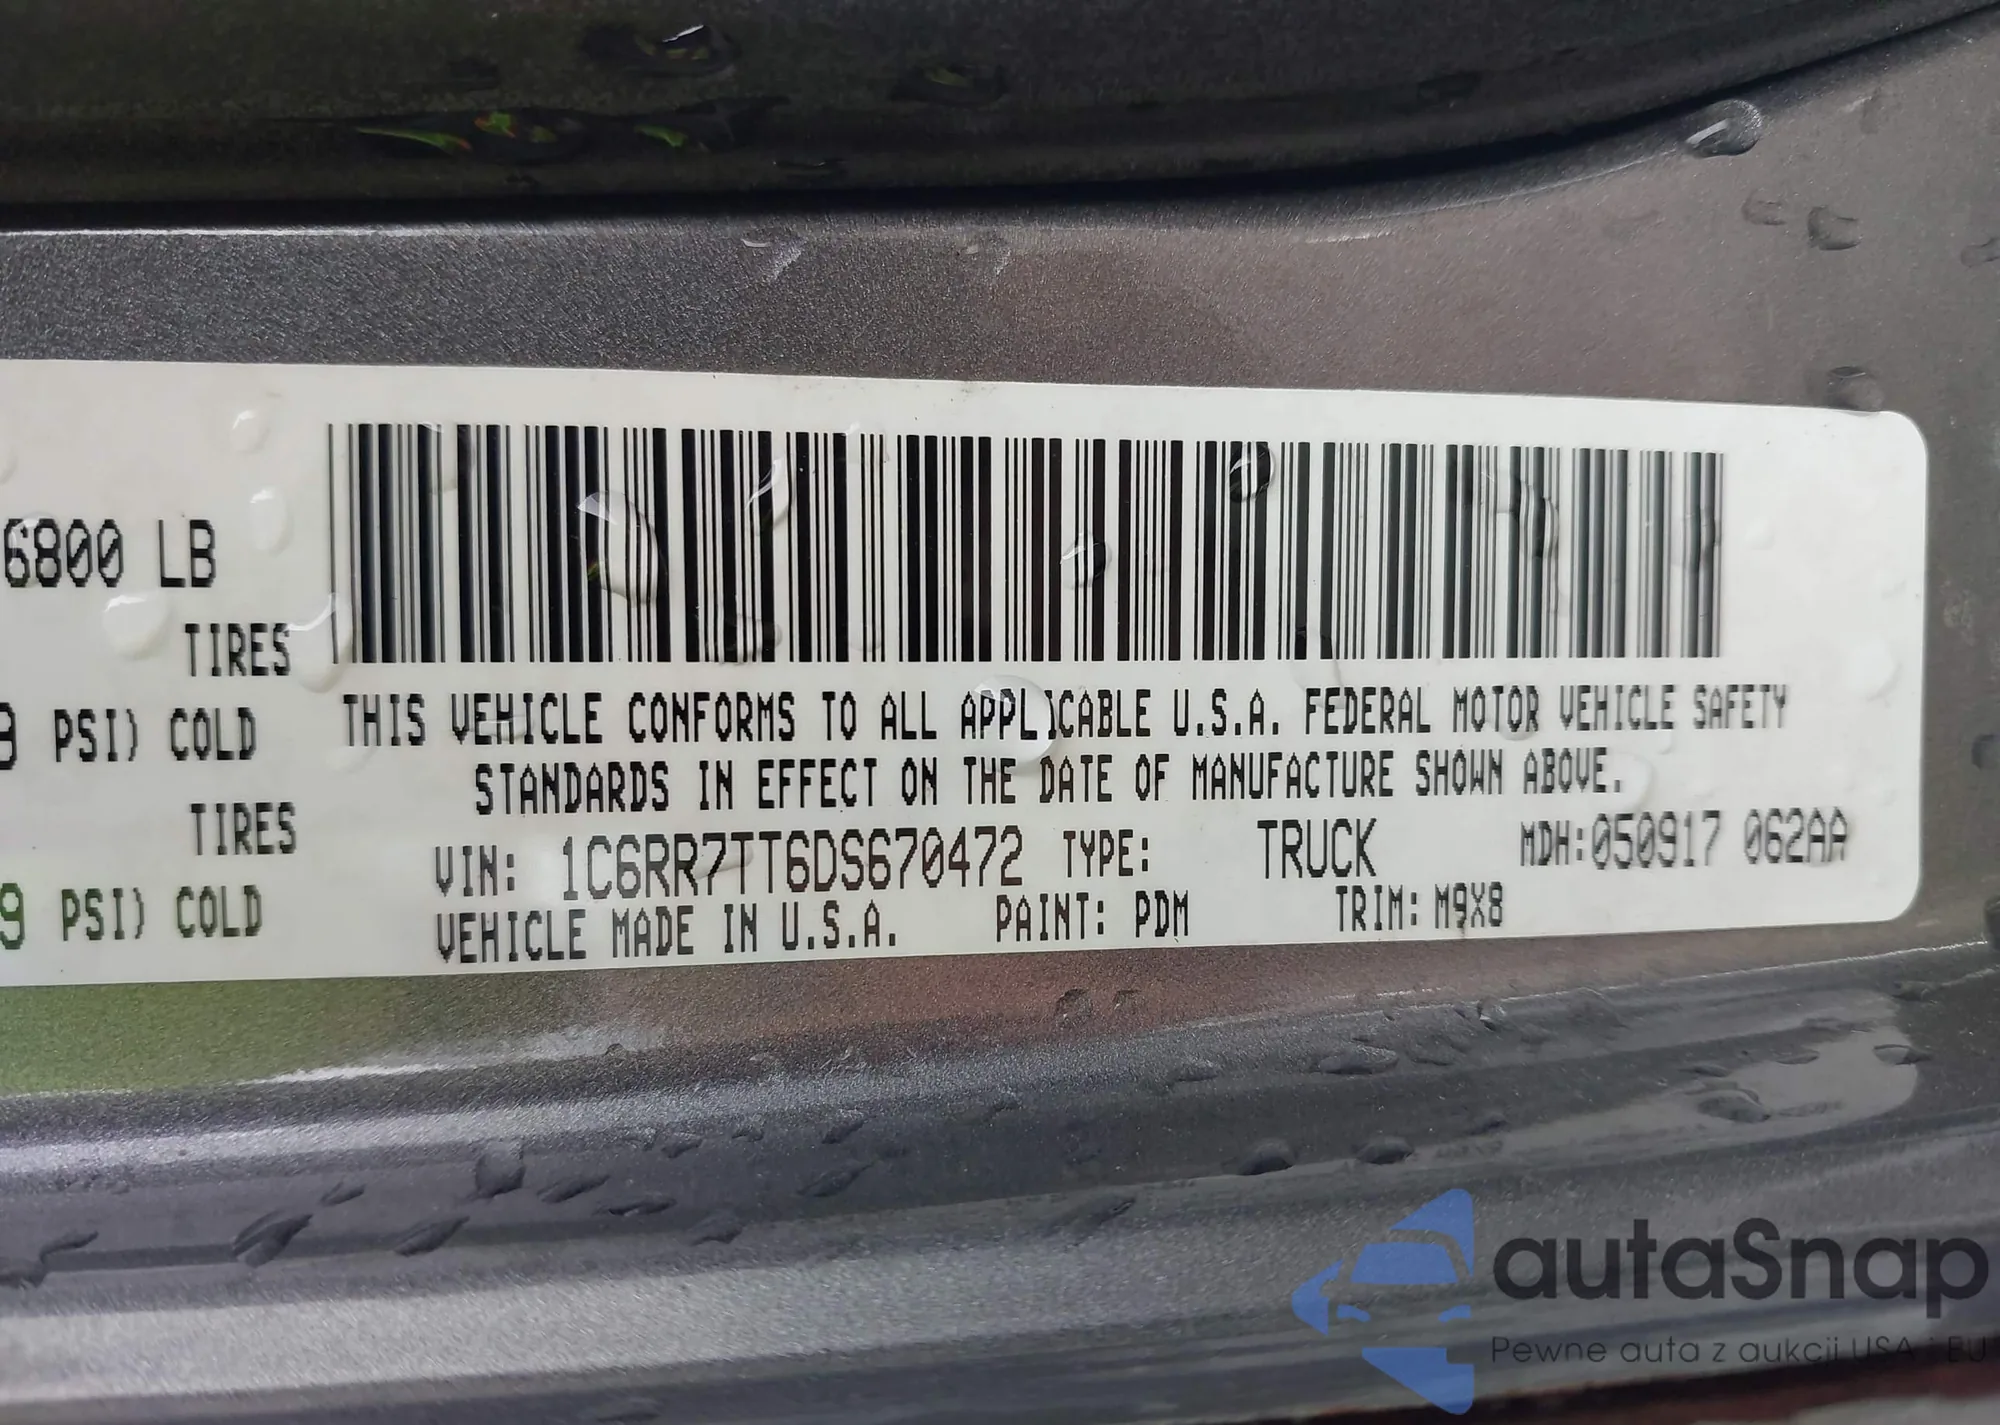 6800 LB
TIRES
9 PSI) COLD
TIRES
9 PSI) COLD
THIS VEHICLE CONFORMS TO ALL APPLICABLE U.S.A. FEDERAL MOTOR VEHICLE SAFETY
STANDARDS IN EFFECT ON THE DATE OF MANUFACTURE SHOWN ABOVE.
VIN: 1C6RR7TT6DS670472 TYPE: TRUCK MDH:050917 062AA
VEHICLE MADE IN U.S.A. PAINT: PDM TRIM: M9X8
autaSnap
Pewne auta z aukcji USA i EU